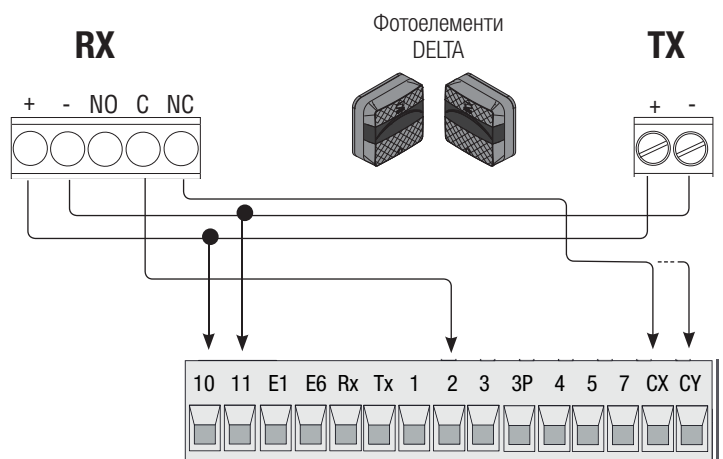 Фотоелементи
DELTA
RX
TX
+ - NO C NC
+ -
10 11 E1 E6 Rx Tx 1 2 3 3P 4 5 7 CX CY